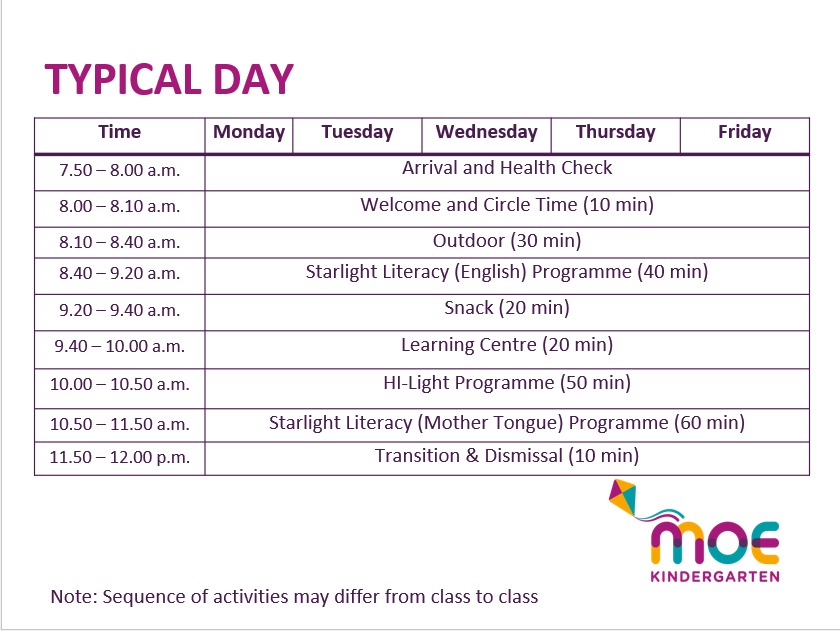 TYPICAL DAY
Time Monday Tuesday Wednesday Thursday Friday
7.50 – 8.00 a.m. Arrival and Health Check
8.00 – 8.10 a.m. Welcome and Circle Time (10 min)
8.10 – 8.40 a.m. Outdoor (30 min)
8.40 – 9.20 a.m. Starlight Literacy (English) Programme (40 min)
9.20 – 9.40 a.m. Snack (20 min)
9.40 – 10.00 a.m. Learning Centre (20 min)
10.00 – 10.50 a.m. HI-Light Programme (50 min)
10.50 – 11.50 a.m. Starlight Literacy (Mother Tongue) Programme (60 min)
11.50 – 12.00 p.m. Transition & Dismissal (10 min)
moe
KINDERGARTEN
Note: Sequence of activities may differ from class to class